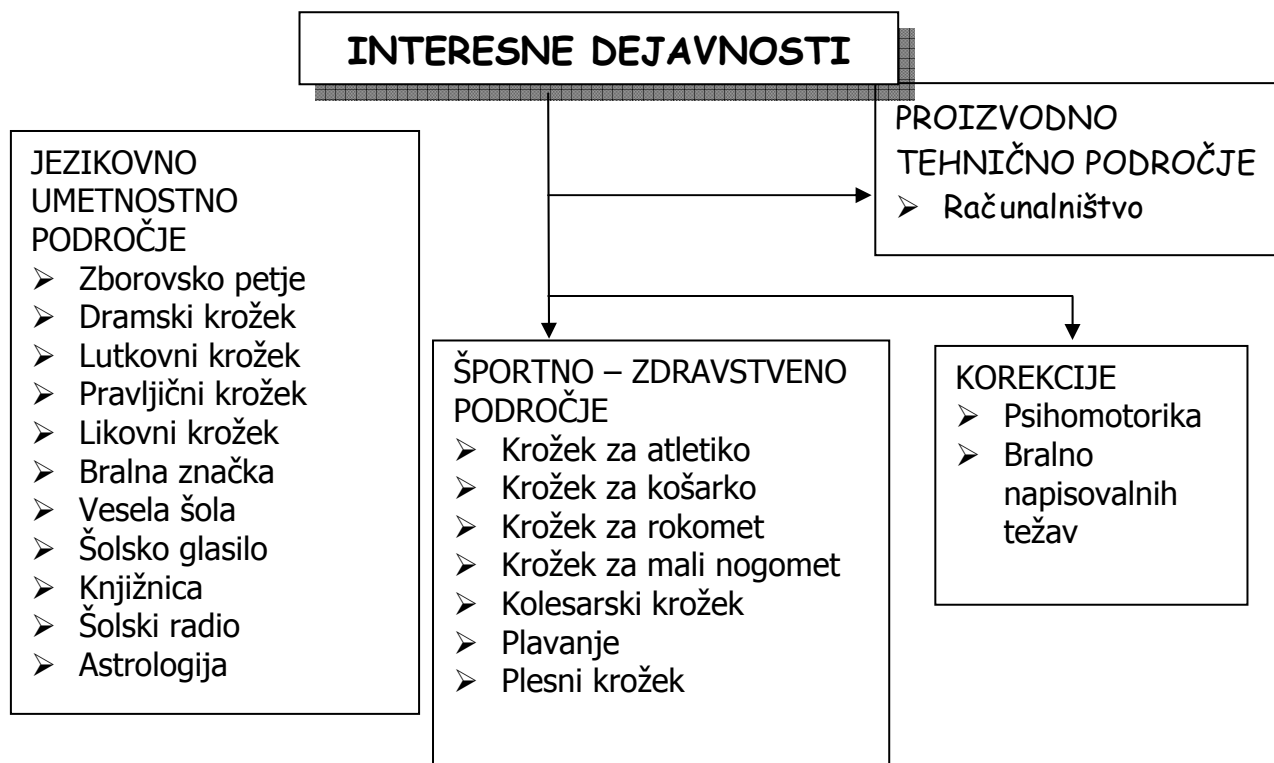 INTERESNE DEJAVNOSTI
PROIZVODNO
TEHNIČNO PODROČJE
➢ Računalništvo
JEZIKOVNO
UMETNOSTNO
PODROČJE
➢ Zborovsko petje
➢ Dramski krožek
➢ Lutkovni krožek
➢ Pravljični krožek
➢ Likovni krožek
➢ Bralna značka
➢ Vesela šola
➢ Šolsko glasilo
➢ Knjižnica
➢ Šolski radio
➢ Astrologija
ŠPORTNO – ZDRAVSTVENO
PODROČJE
➢ Krožek za atletiko
➢ Krožek za košarko
➢ Krožek za rokomet
➢ Krožek za mali nogomet
➢ Kolesarski krožek
➢ Plavanje
➢ Plesni krožek
KOREKCIJE
➢ Psihomotorika
➢ Bralno
napisovalnih
težav